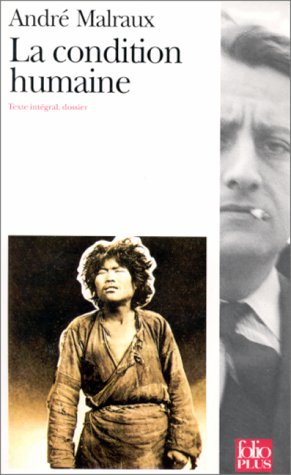 André Malraux
La condition
humaine
Texte intégral, dossier
folio
PLUS